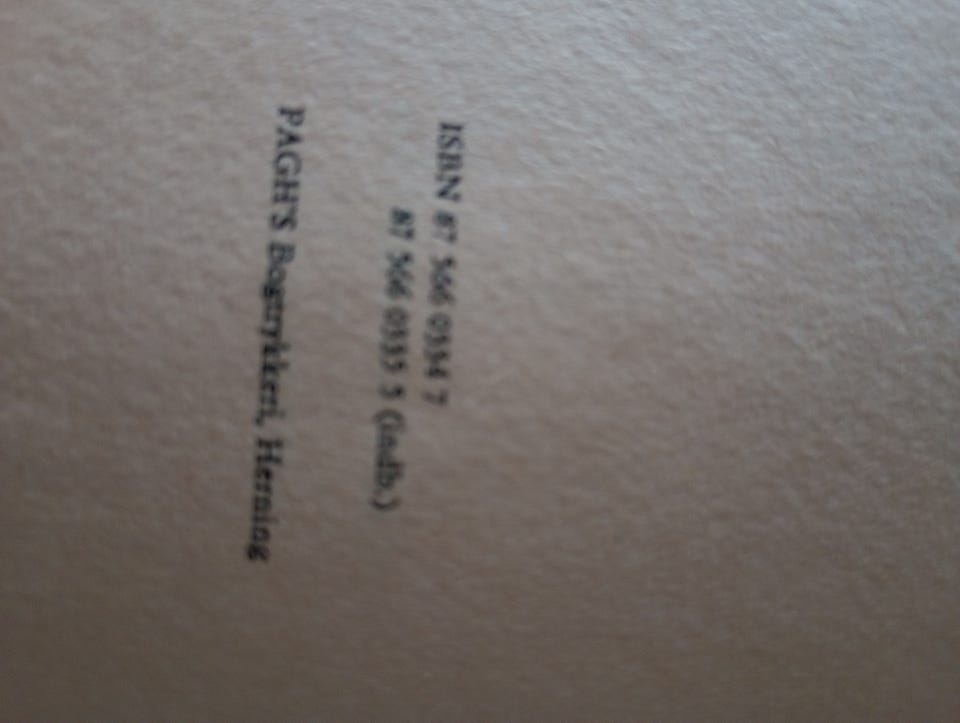 ISBN 87 566 0334 7
87 566 0335 5 (indb.)
PAGH'S Bogtrykkeri, Herning